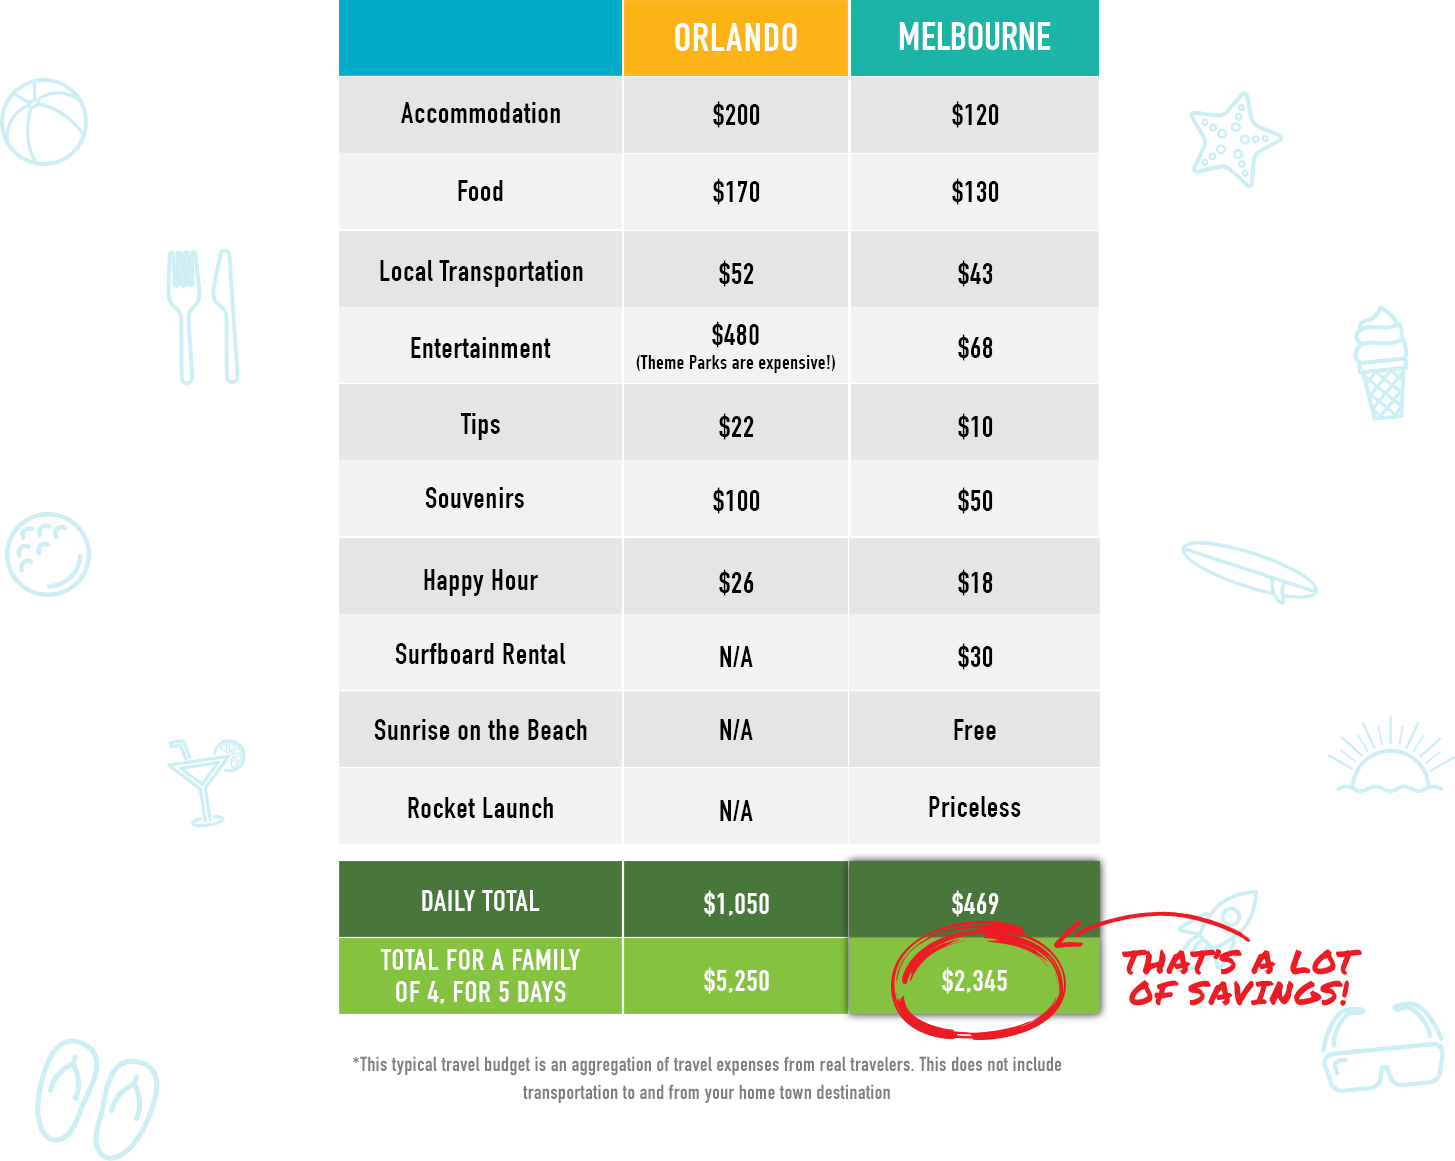 ORLANDO MELBOURNE
Accommodation $200 $120
Food $170 $130
Local Transportation $52 $43
Entertainment $480 $68
(Theme Parks are expensive!)
Tips $22 $10
Souvenirs $100 $50
Happy Hour $26 $18
Surfboard Rental N/A $30
Sunrise on the Beach N/A Free
Rocket Launch N/A Priceless
DAILY TOTAL $1,050 $469
TOTAL FOR A FAMILY
OF 4, FOR 5 DAYS $5,250 $2,345
THAT'S A LOT
OF SAVINGS!
*This typical travel budget is an aggregation of travel expenses from real travelers. This does not include
transportation to and from your home town destination